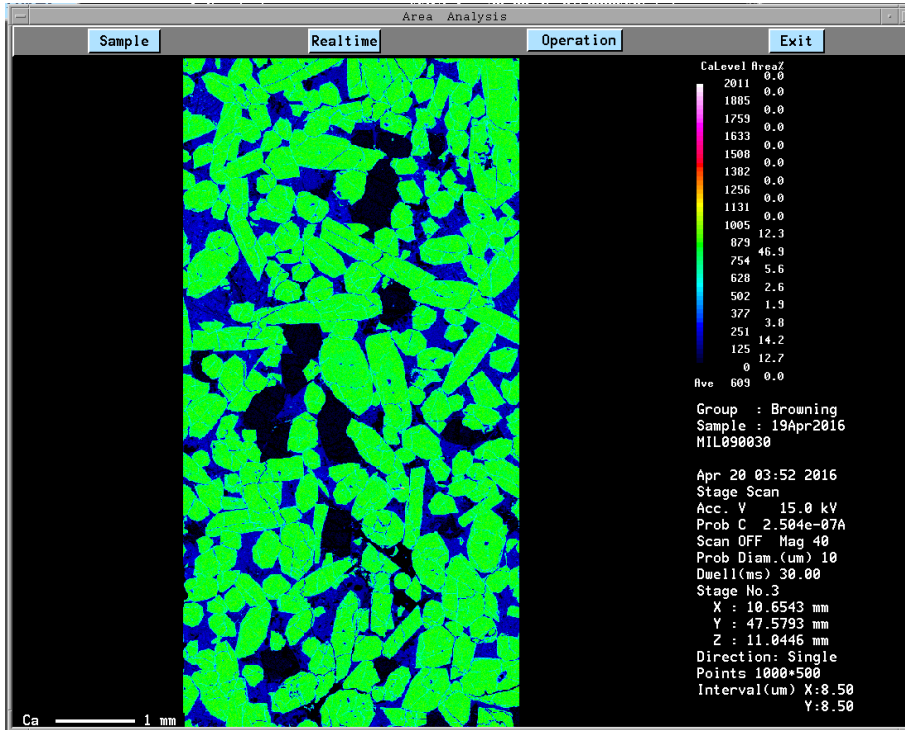 Area Analysis
Sample Realtime Operation Exit
CaLevel Area%
0.0
2011
0.0
1885
0.0
1759
0.0
1633
0.0
1508
0.0
1382
0.0
1256
0.0
1131
0.0
1005
12.3
879
46.9
754
5.6
628
2.6
502
1.9
377
3.8
251
14.2
125
12.7
0
0.0
Ave 609
Group : Browning
Sample : 19Apr2016
MIL090030
Apr 20 03:52 2016
Stage Scan
Acc. V 15.0 kV
Prob C 2.504e-07A
Scan OFF Mag 40
Prob Diam.(um) 10
Dwell(ms) 30.00
Stage No.3
X : 10.6543 mm
Y : 47.5793 mm
Z : 11.0446 mm
Direction: Single
Points 1000*500
Interval(um) X:8.50
Y:8.50
Ca 1 mm